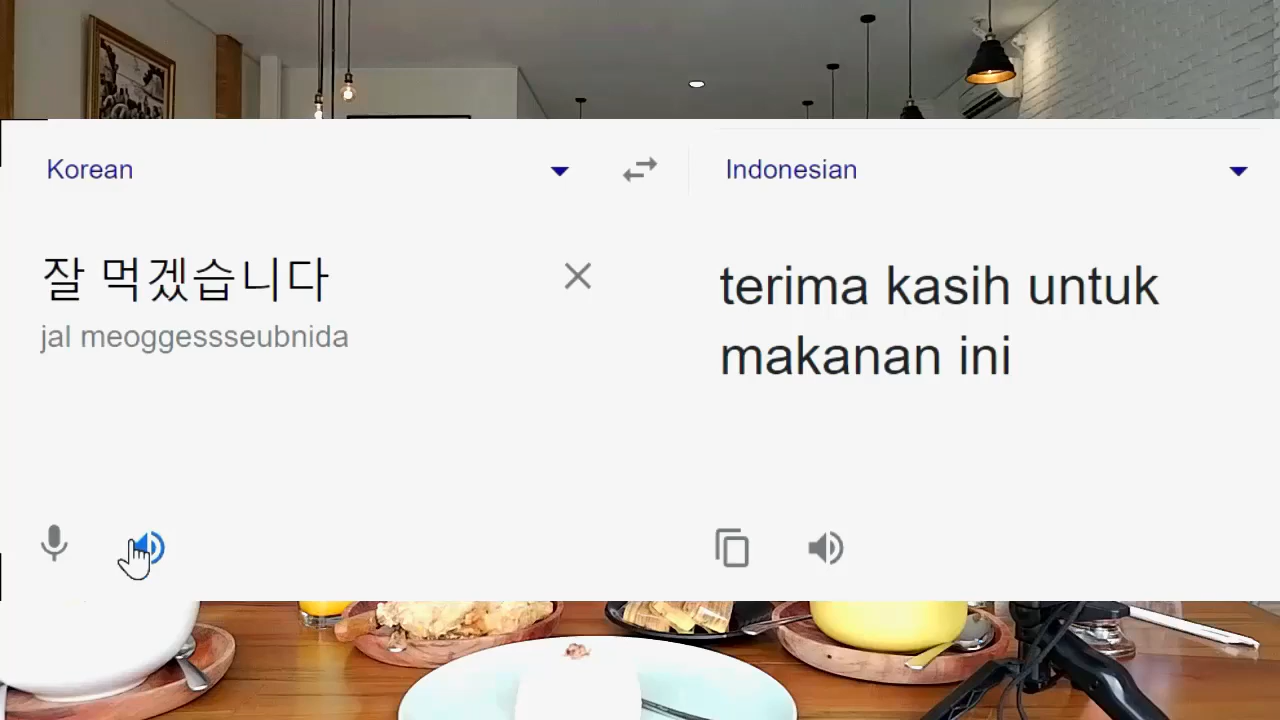 Korean
Indonesian
잘 먹겠습니다
jal meoggessseubnida
terima kasih untuk
makanan ini